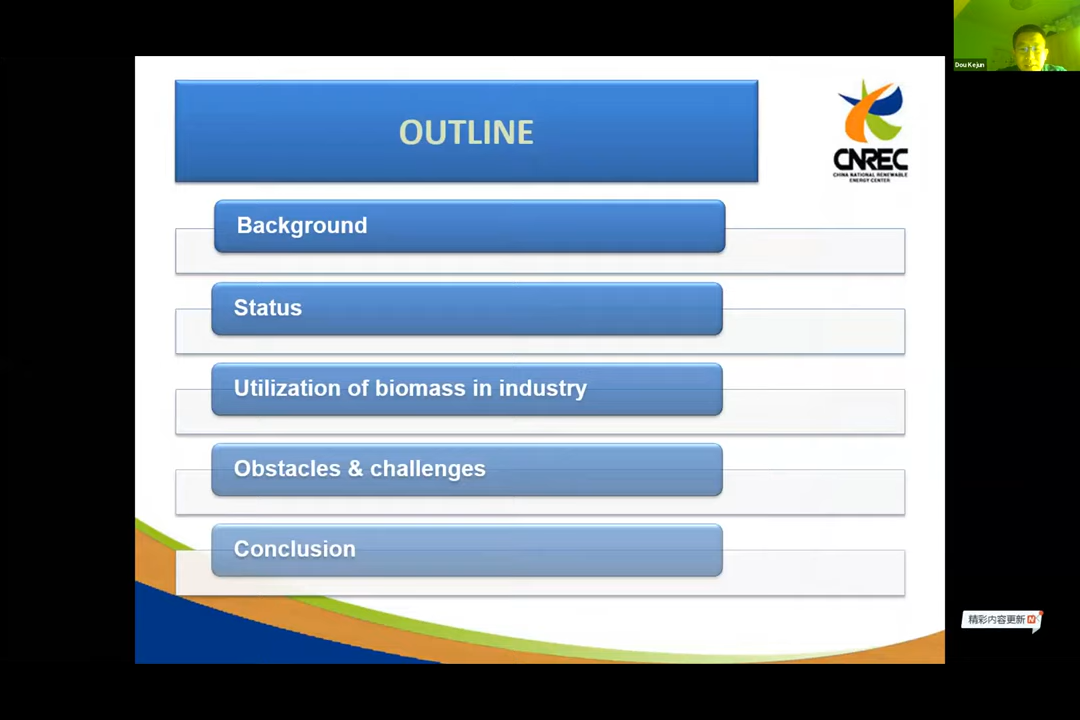 Dou Kejun
OUTLINE
CNREC
CHINA NATIONAL RENEWABLE
ENERGY CENTER
Background
Status
Utilization of biomass in industry
Obstacles & challenges
Conclusion
精彩内容更新
N